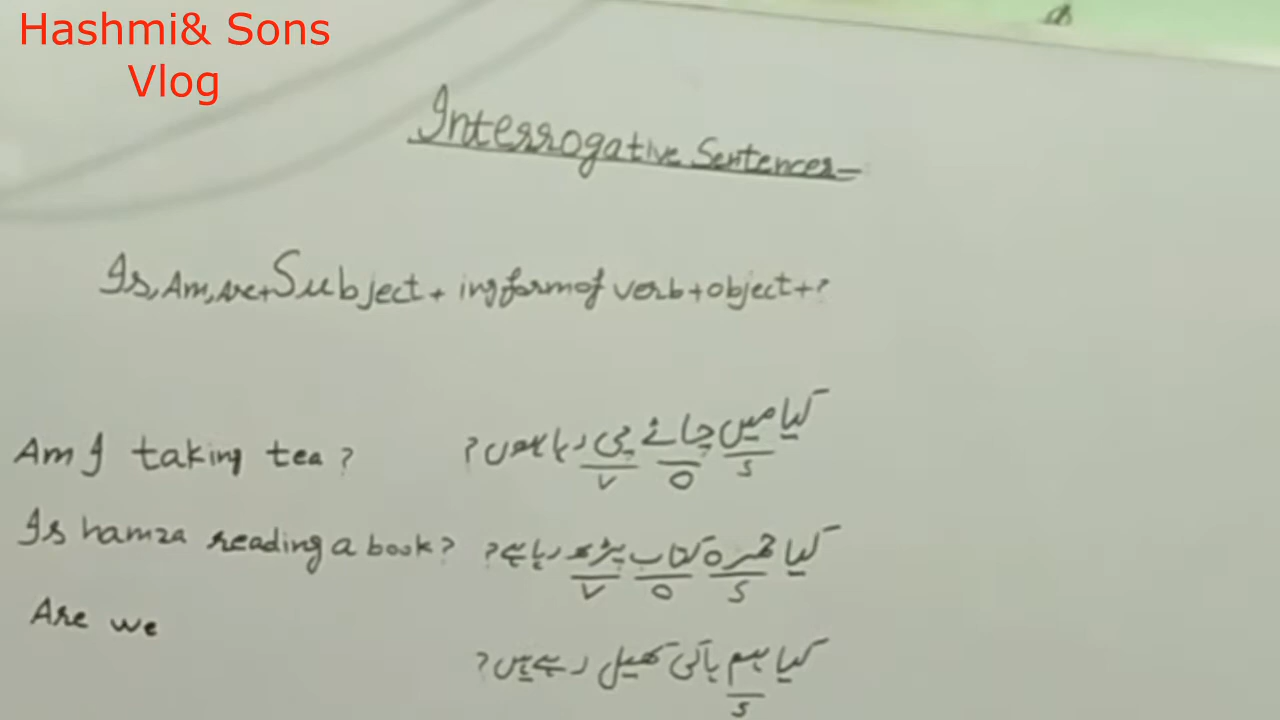 Hashmi& Sons
Vlog
Interrogative Sentences
Is, Am, Are + Subject + ing form of verb + object + ?
Am I taking tea ? کیا میں چائے پی رہا ہوں ?
V O S
Is hamza reading a book? کیا حمزہ کتاب پڑھ رہا ہے ?
V O S
Are we کیا ہم ہاکی کھیل رہے ہیں ?
S